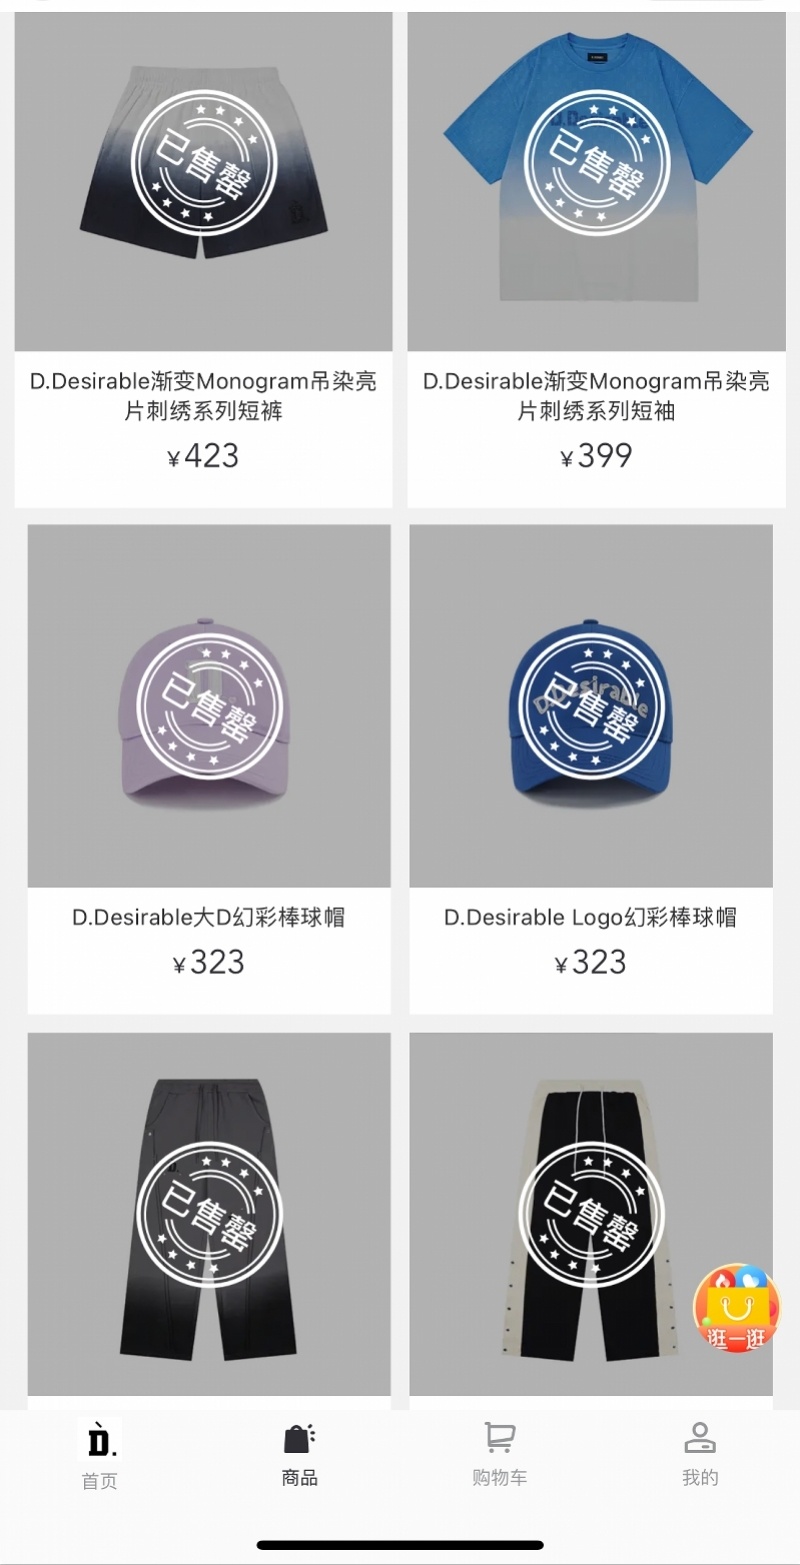 已售罄
已售罄
D.Desirable渐变Monogram吊染亮
片刺绣系列短裤
¥423
D.Desirable渐变Monogram吊染亮
片刺绣系列短袖
¥399
已售罄
D.Desirable
已售罄
D.Desirable大D幻彩棒球帽
¥323
D.Desirable Logo幻彩棒球帽
¥323
已售罄
已售罄
逛一逛
D.
首页
商品
购物车
我的